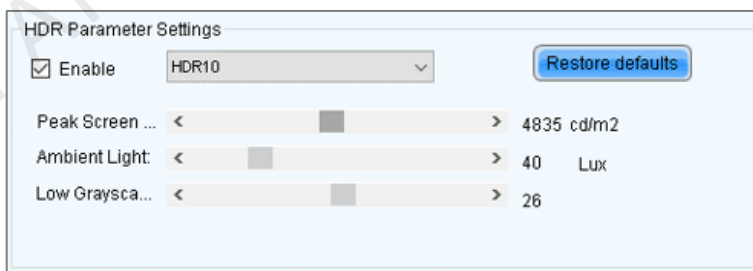 HDR Parameter Settings
Enable HDR10 Restore defaults
Peak Screen ... 4835 cd/m2
Ambient Light: 40 Lux
Low Graysca... 26